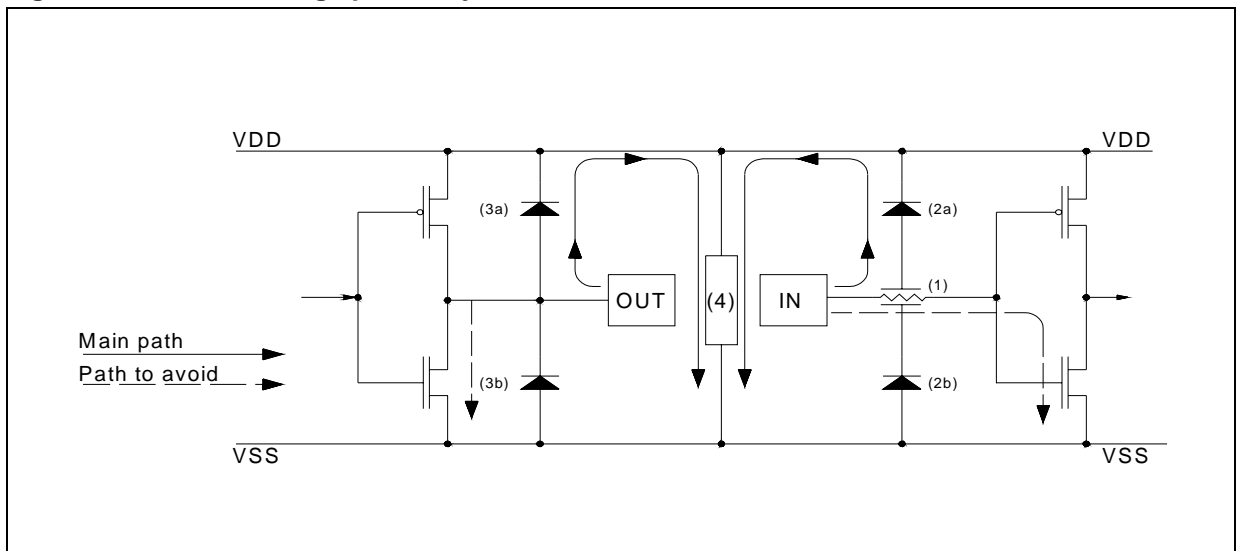 VDD VDD
(3a) (2a)
OUT (4) IN (1)
Main path
Path to avoid
(3b) (2b)
VSS VSS